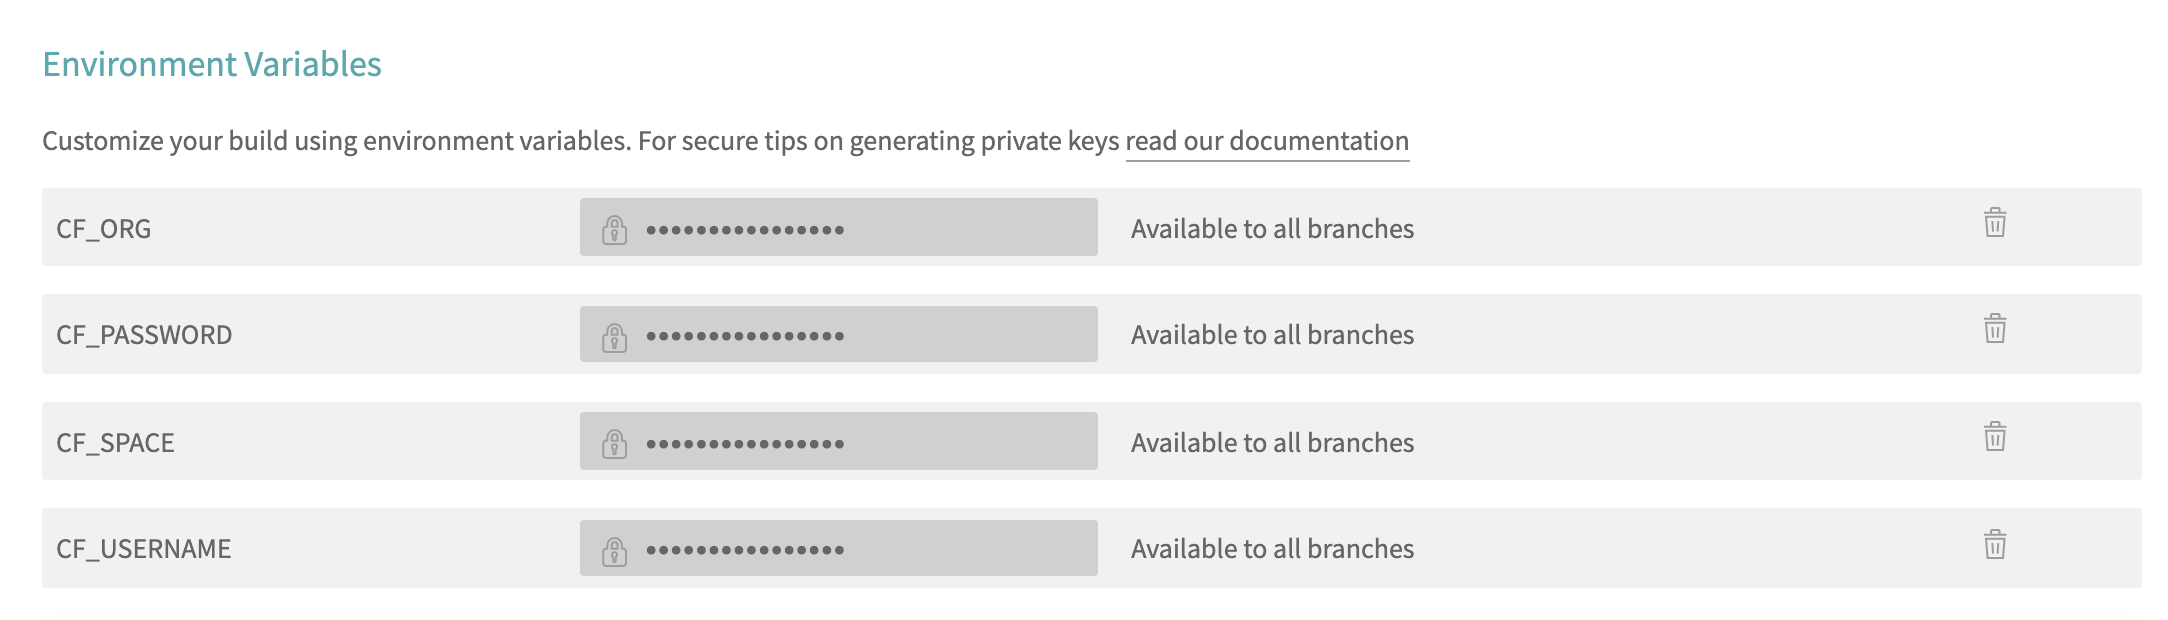 Environment Variables
Customize your build using environment variables. For secure tips on generating private keys read our documentation
CF_ORG •••••••••••••••• Available to all branches
CF_PASSWORD •••••••••••••••• Available to all branches
CF_SPACE •••••••••••••••• Available to all branches
CF_USERNAME •••••••••••••••• Available to all branches